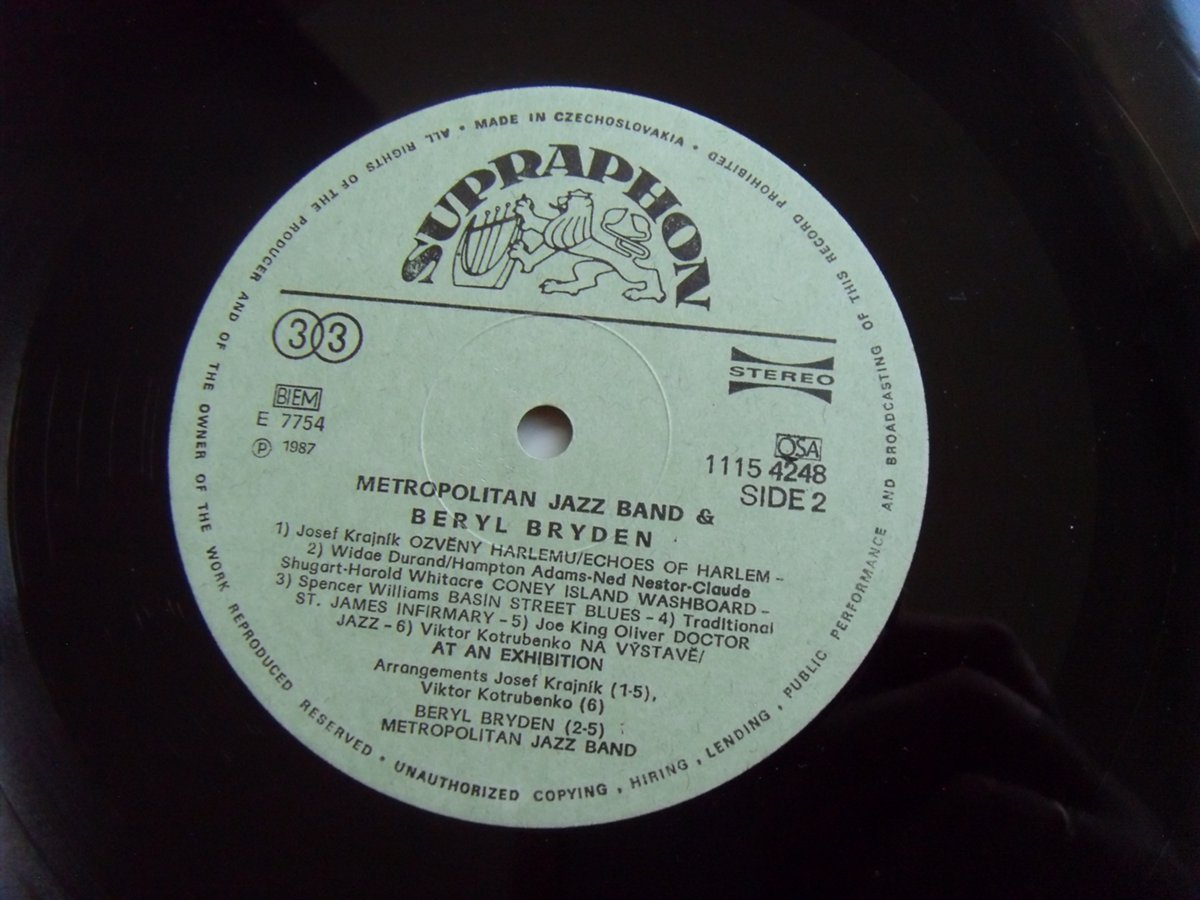 MADE IN CZECHOSLOVAKIA • ALL RIGHTS OF THE PRODUCER AND OF THE OWNER OF THE WORK REPRODUCED RESERVED • UNAUTHORIZED COPYING, HIRING, LENDING, PUBLIC PERFORMANCE AND BROADCASTING OF THIS RECORD PROHIBITED •
SUPRAPHON
33
STEREO
BIEM
E 7754
℗ 1987
OSA
1115 4248
SIDE 2
METROPOLITAN JAZZ BAND &
BERYL BRYDEN
1) Josef Krajník OZVĚNY HARLEMU/ECHOES OF HARLEM –
2) Widae Durand/Hampton Adams-Ned Nestor-Claude
Shugart-Harold Whitacre CONEY ISLAND WASHBOARD –
3) Spencer Williams BASIN STREET BLUES – 4) Traditional
ST. JAMES INFIRMARY – 5) Joe King Oliver DOCTOR
JAZZ – 6) Viktor Kotrubenko NA VÝSTAVĚ/
AT AN EXHIBITION
Arrangements Josef Krajník (1-5),
Viktor Kotrubenko (6)
BERYL BRYDEN (2-5)
METROPOLITAN JAZZ BAND